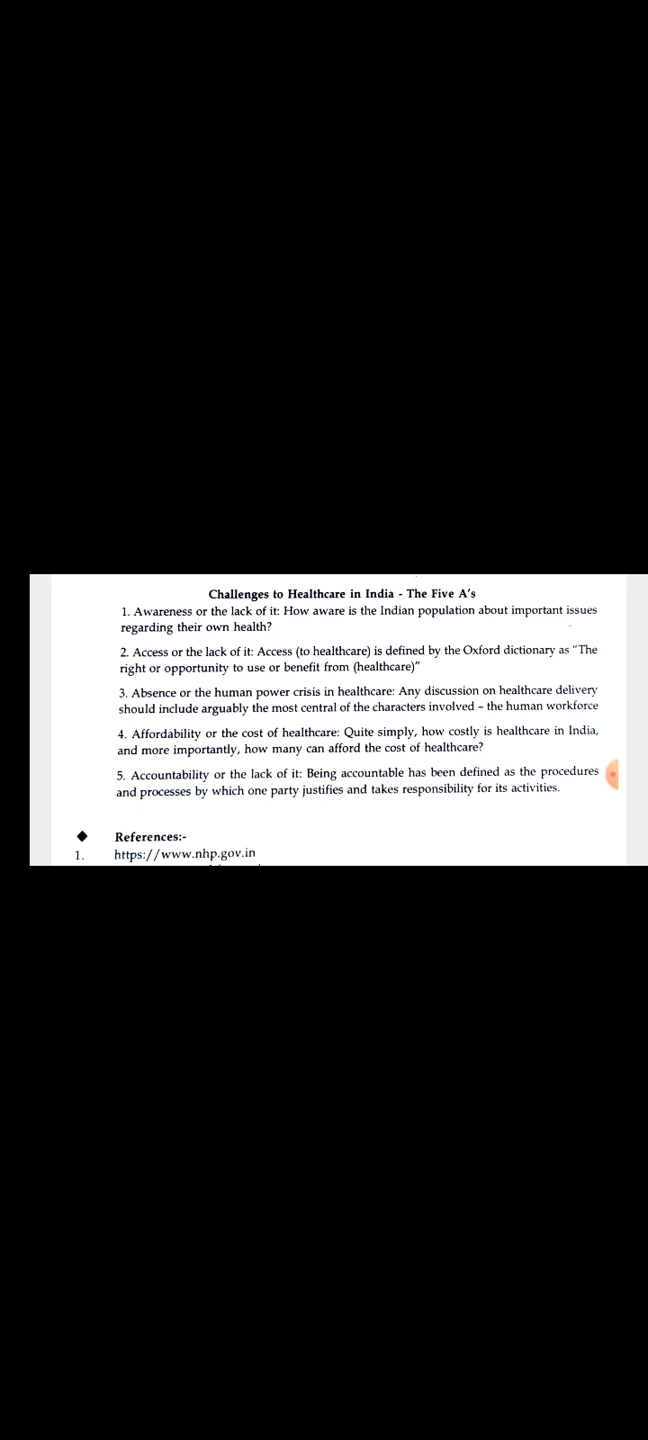 Challenges to Healthcare in India - The Five A's
1. Awareness or the lack of it: How aware is the Indian population about important issues
regarding their own health?
2. Access or the lack of it: Access (to healthcare) is defined by the Oxford dictionary as "The
right or opportunity to use or benefit from (healthcare)"
3. Absence or the human power crisis in healthcare: Any discussion on healthcare delivery
should include arguably the most central of the characters involved – the human workforce
4. Affordability or the cost of healthcare: Quite simply, how costly is healthcare in India,
and more importantly, how many can afford the cost of healthcare?
5. Accountability or the lack of it: Being accountable has been defined as the procedures
and processes by which one party justifies and takes responsibility for its activities.
◆ References:-
1. https://www.nhp.gov.in